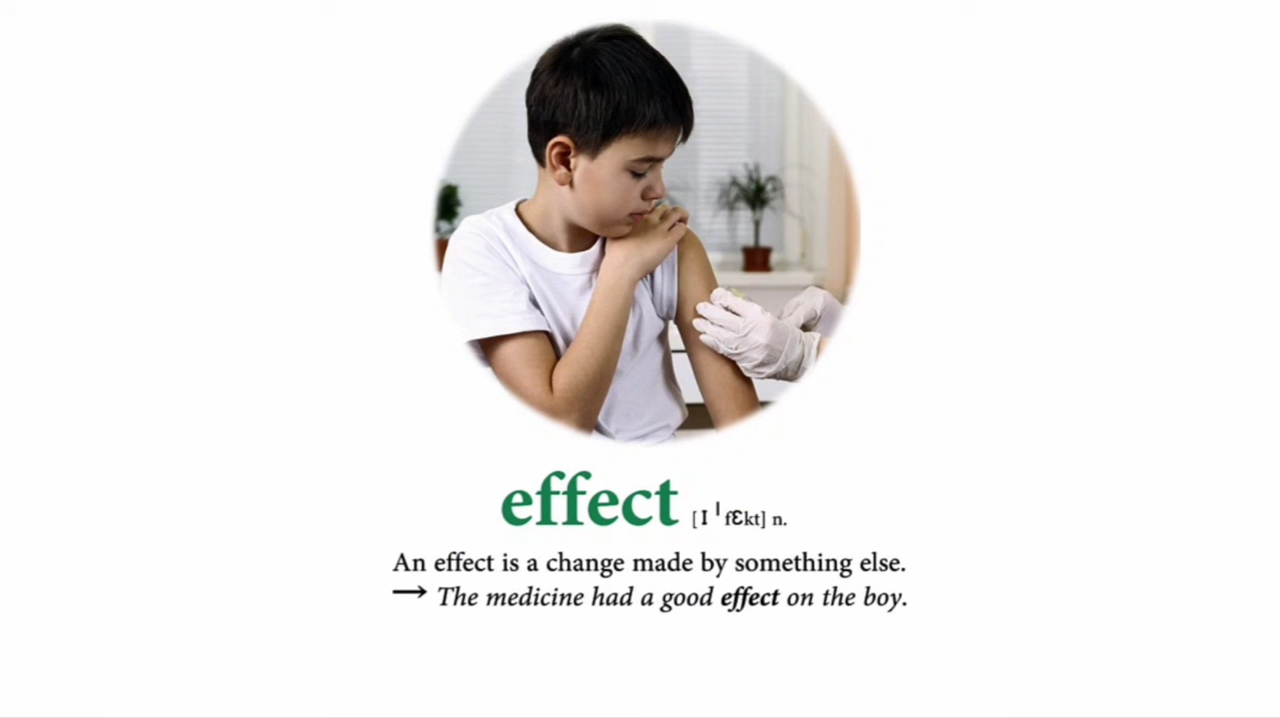 effect [ɪˈfɛkt] n.
An effect is a change made by something else.
→ The medicine had a good effect on the boy.